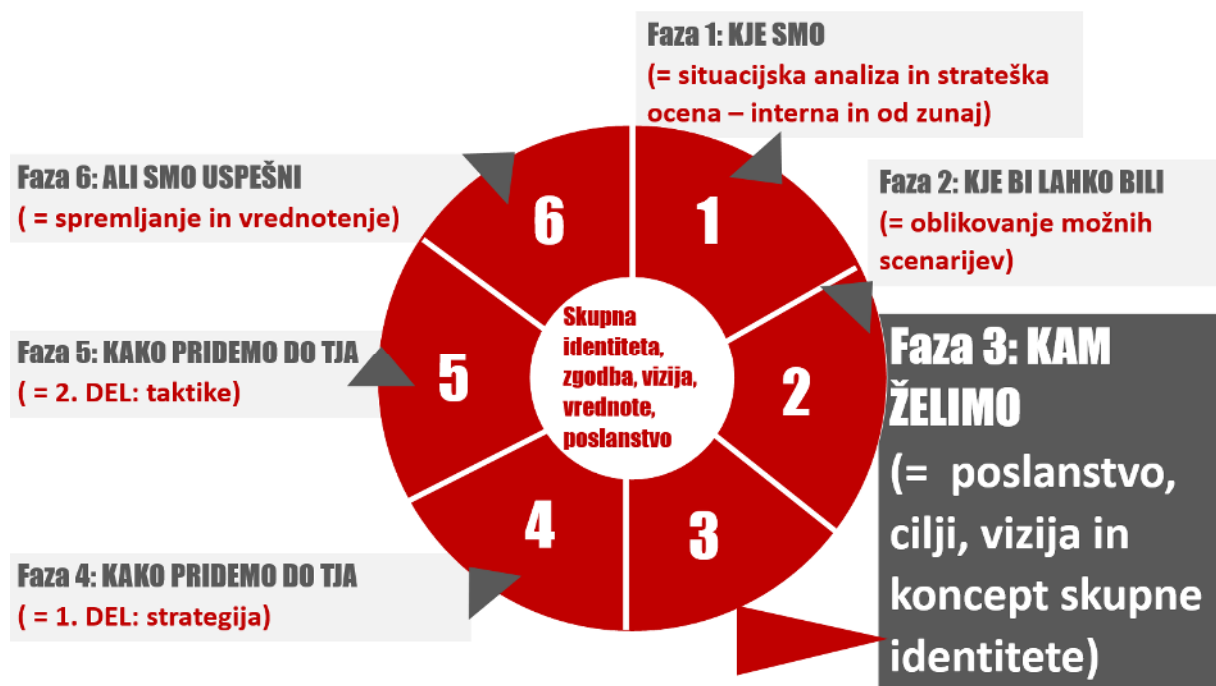 Faza 1: KJE SMO
(= situacijska analiza in strateška
ocena – interna in od zunaj)
Faza 6: ALI SMO USPEŠNI
( = spremljanje in vrednotenje)
Faza 2: KJE BI LAHKO BILI
(= oblikovanje možnih
scenarijev)
6
1
Skupna
identiteta,
zgodba, vizija,
vrednote,
poslanstvo
Faza 5: KAKO PRIDEMO DO TJA
( = 2. DEL: taktike)
5
2
Faza 3: KAM
ŽELIMO
(= poslanstvo,
cilji, vizija in
koncept skupne
identitete)
4
3
Faza 4: KAKO PRIDEMO DO TJA
( = 1. DEL: strategija)